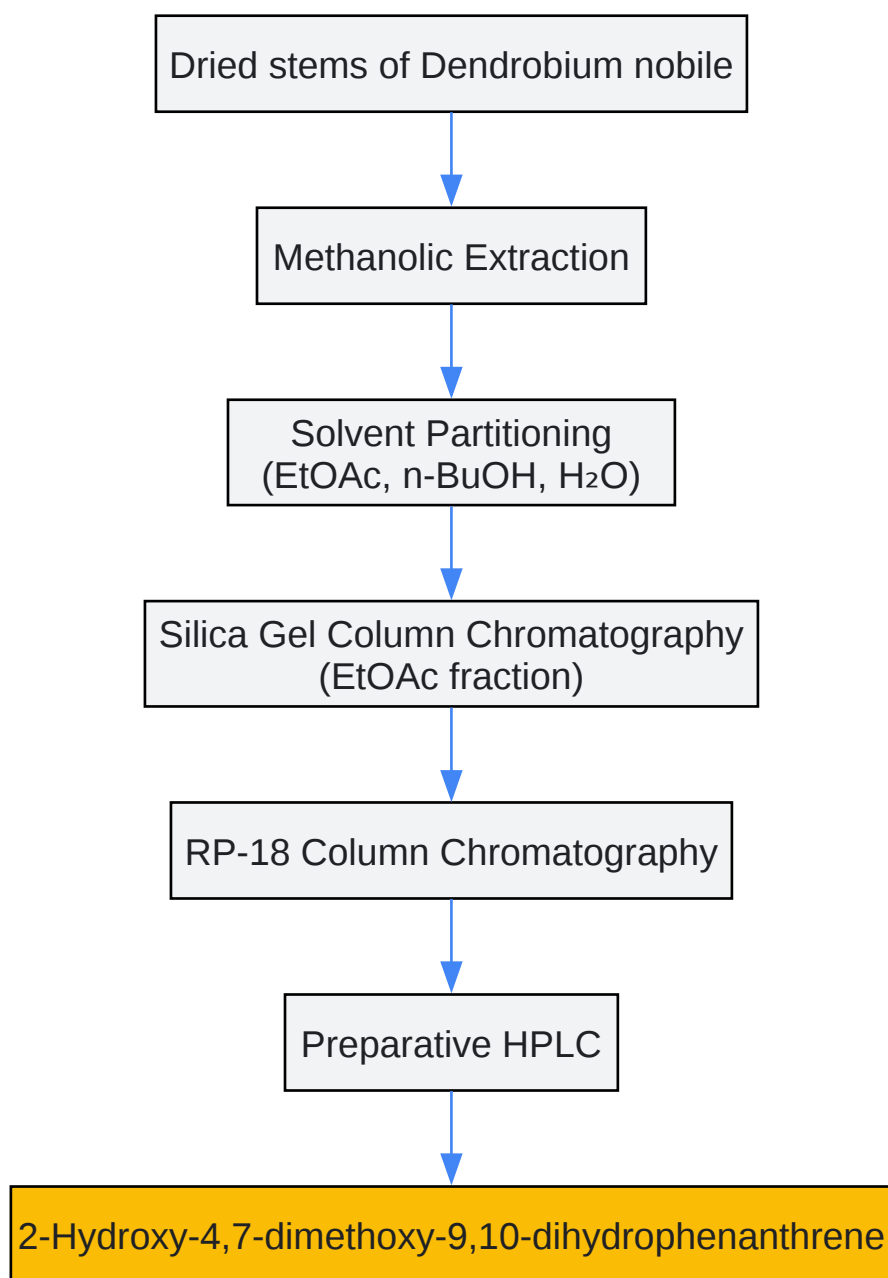 Dried stems of Dendrobium nobile
Methanolic Extraction
Solvent Partitioning
(EtOAc, n-BuOH, H₂O)
Silica Gel Column Chromatography
(EtOAc fraction)
RP-18 Column Chromatography
Preparative HPLC
2-Hydroxy-4,7-dimethoxy-9,10-dihydrophenanthrene